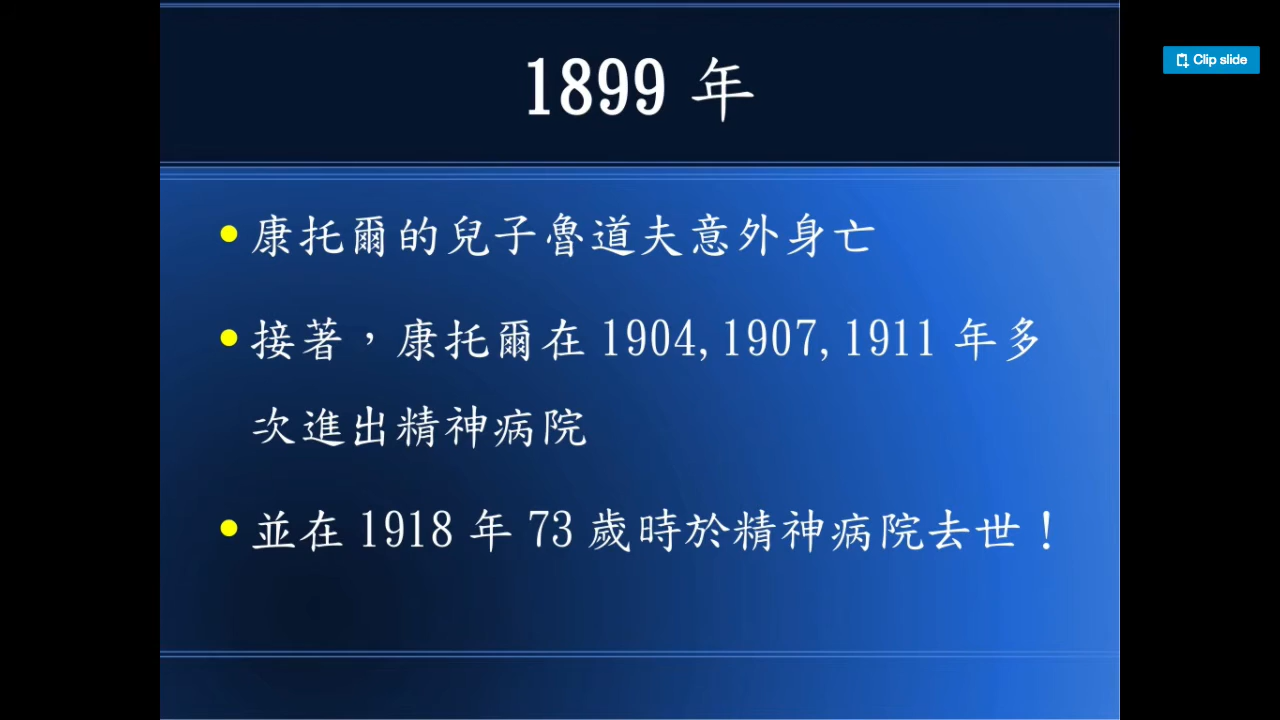 Clip slide
1899 年
康托爾的兒子魯道夫意外身亡
接著，康托爾在 1904, 1907, 1911 年多
次進出精神病院
並在 1918 年 73 歲時於精神病院去世！